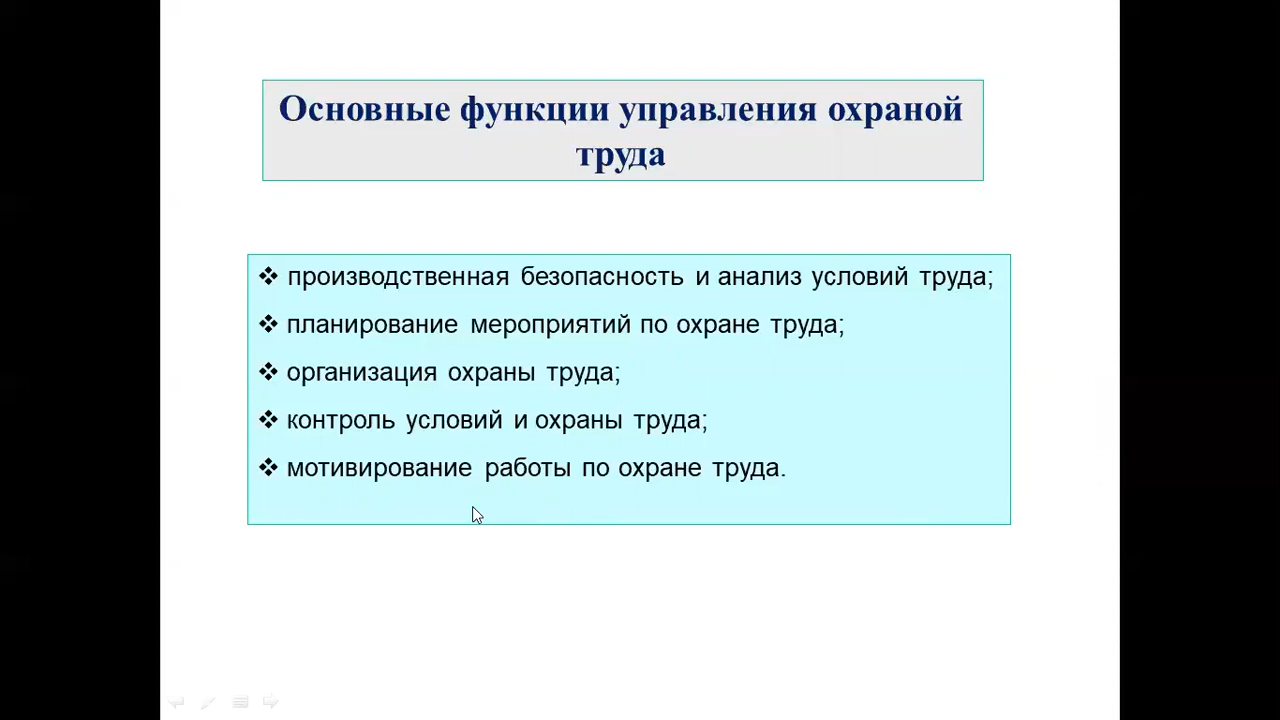 Основные функции управления охраной
труда
❖ производственная безопасность и анализ условий труда;
❖ планирование мероприятий по охране труда;
❖ организация охраны труда;
❖ контроль условий и охраны труда;
❖ мотивирование работы по охране труда.